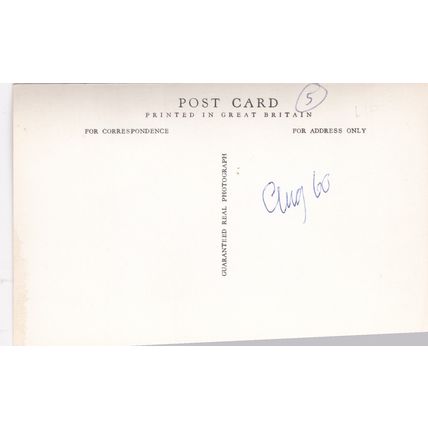 POST CARD 5
PRINTED IN GREAT BRITAIN
FOR CORRESPONDENCE
FOR ADDRESS ONLY
GUARANTEED REAL PHOTOGRAPH
Aug 60